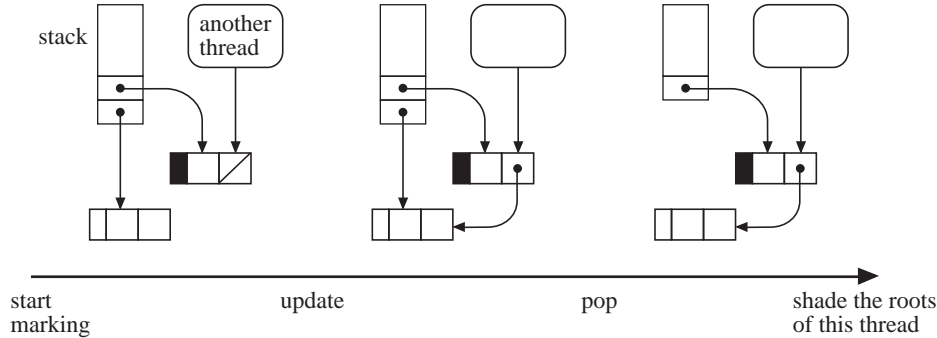 stack
another
thread
start
marking
update
pop
shade the roots
of this thread